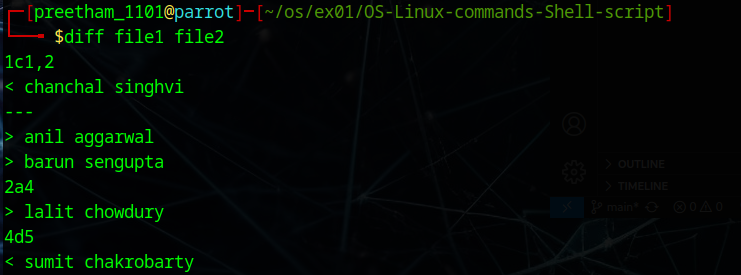 [preetham_1101@parrot]─[~/os/ex01/OS-Linux-commands-Shell-script]
$diff file1 file2
1c1,2
< chanchal singhvi
---
> anil aggarwal
> barun sengupta
2a4
> lalit chowdury
4d5
< sumit chakrobarty
> OUTLINE
> TIMELINE
main* 0 0